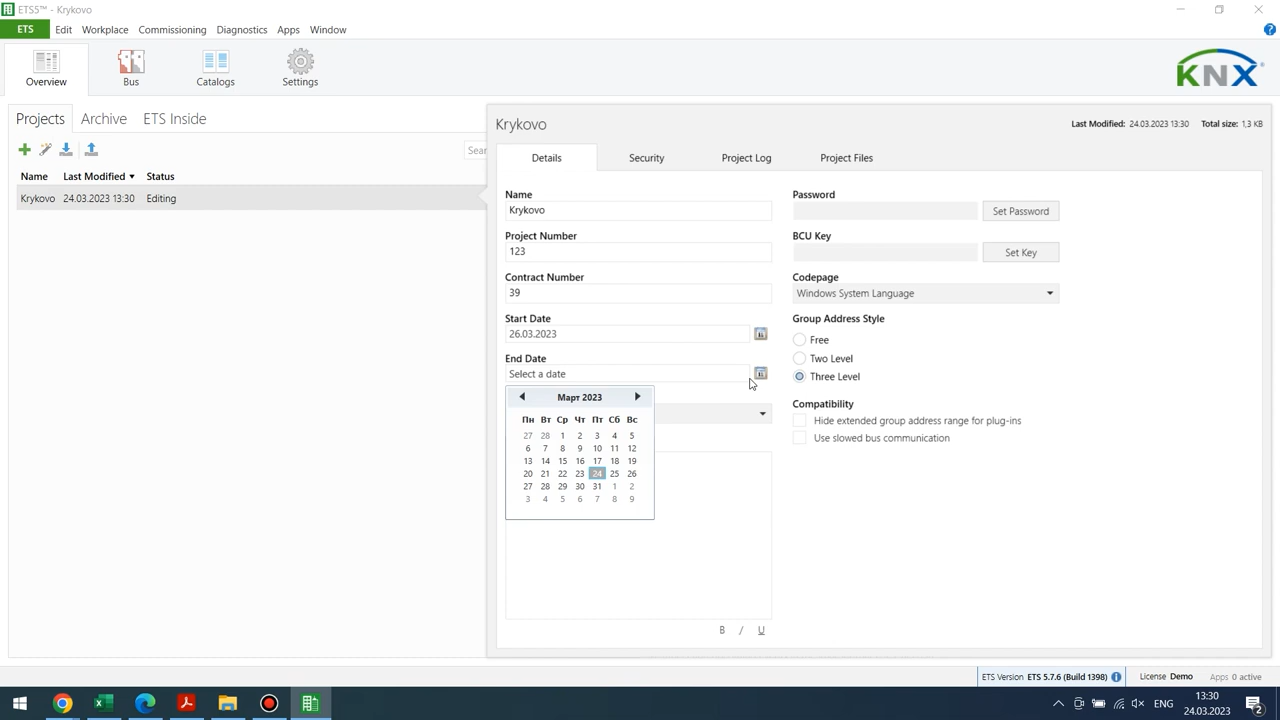 ETS5™ - Krykovo
ETS Edit Workplace Commissioning Diagnostics Apps Window
Overview Bus Catalogs Settings
KNX
Projects Archive ETS Inside
Sear
Name Last Modified Status
Krykovo 24.03.2023 13:30 Editing
Krykovo
Last Modified: 24.03.2023 13:30 Total size: 1,3 KB
Details Security Project Log Project Files
Name
Krykovo
Project Number
123
Contract Number
39
Start Date
26.03.2023
End Date
Select a date
Март 2023
Пн Вт Ср Чт Пт Сб Вс
27 28 1 2 3 4 5
6 7 8 9 10 11 12
13 14 15 16 17 18 19
20 21 22 23 24 25 26
27 28 29 30 31 1 2
3 4 5 6 7 8 9
B / U
Password
Set Password
BCU Key
Set Key
Codepage
Windows System Language
Group Address Style
Free
Two Level
Three Level
Compatibility
Hide extended group address range for plug-ins
Use slowed bus communication
ETS Version ETS 5.7.6 (Build 1398) License Demo Apps 0 active
ENG
13:30
24.03.2023
2